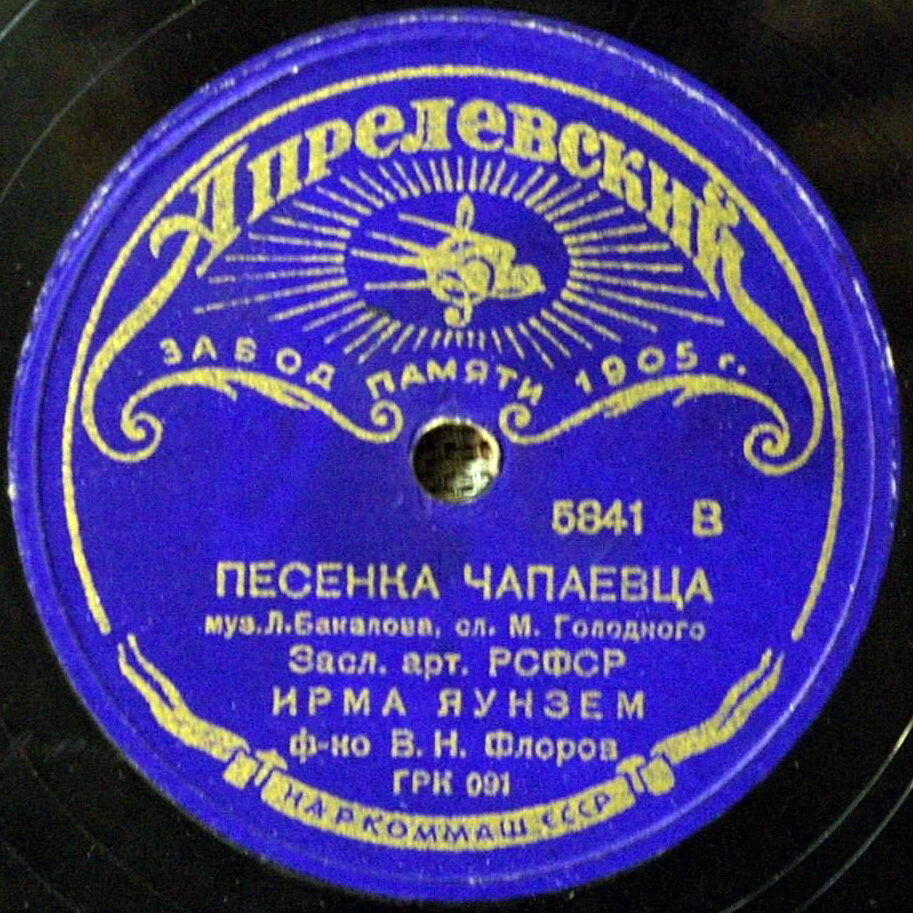 Апрелевский
ЗАВОД ПАМЯТИ 1905 г.
5841 В
ПЕСЕНКА ЧАПАЕВЦА
муз. Л. Бакалова, сл. М. Голодного
Засл. арт. РСФСР
ИРМА ЯУНЗЕМ
ф-но В. Н. Флоров
ГРК 091
НАРКОММАШ СССР